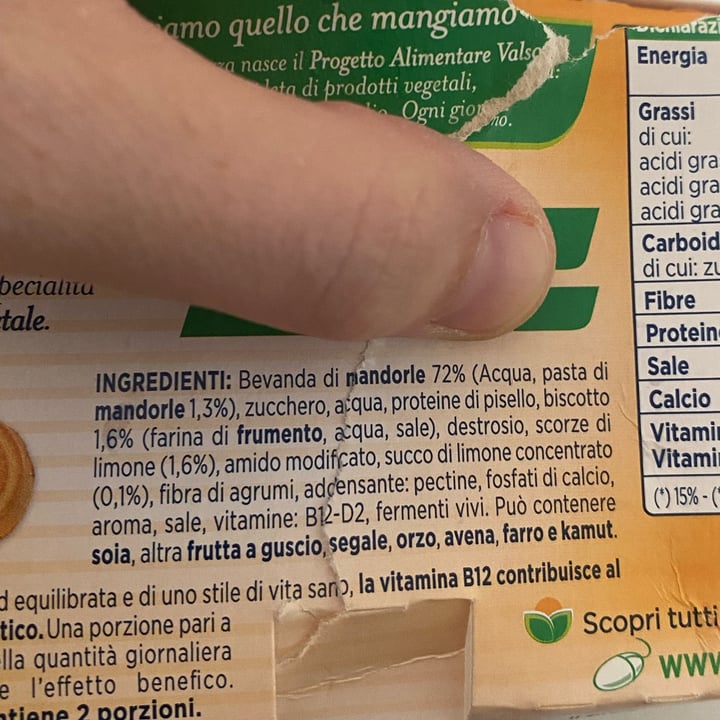 quello che mangiamo
nasce il Progetto Alimentare
di prodotti vegetali,
Ogni
tale.
INGREDIENTI: Bevanda di mandorle 72% (Acqua, pasta di
mandorle 1,3%), zucchero, acqua, proteine di pisello, biscotto
1,6% (farina di frumento, acqua, sale), destrosio, scorze di
limone (1,6%), amido modificato, succo di limone concentrato
(0,1%), fibra di agrumi, addensante: pectine, fosfati di calcio,
aroma, sale, vitamine: B12-D2, fermenti vivi. Può contenere
soia, altra frutta a guscio, segale, orzo, avena, farro e kamut.
d equilibrata e di uno stile di vita sano, la vitamina B12 contribuisce al
tico. Una porzione pari a
lla quantità giornaliera
e l'effetto benefico.
tiene 2 porzioni.
Energia
Grassi
di cui:
acidi gra
acidi gra
acidi gra
Carboid
di cui: zu
Fibre
Protein
Sale
Calcio
Vitami
Vitami
(*) 15% - (*
Scopri tutti
www